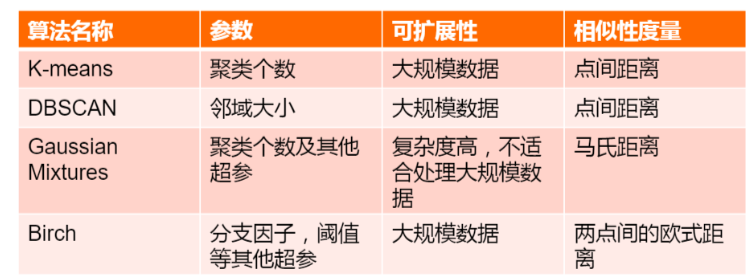 算法名称 参数 可扩展性 相似性度量
K-means 聚类个数 大规模数据 点间距离
DBSCAN 邻域大小 大规模数据 点间距离
Gaussian 聚类个数及其他 复杂度高，不适 马氏距离
Mixtures 超参 合处理大规模数
据
Birch 分支因子，阈值 大规模数据 两点间的欧式距
等其他超参 离